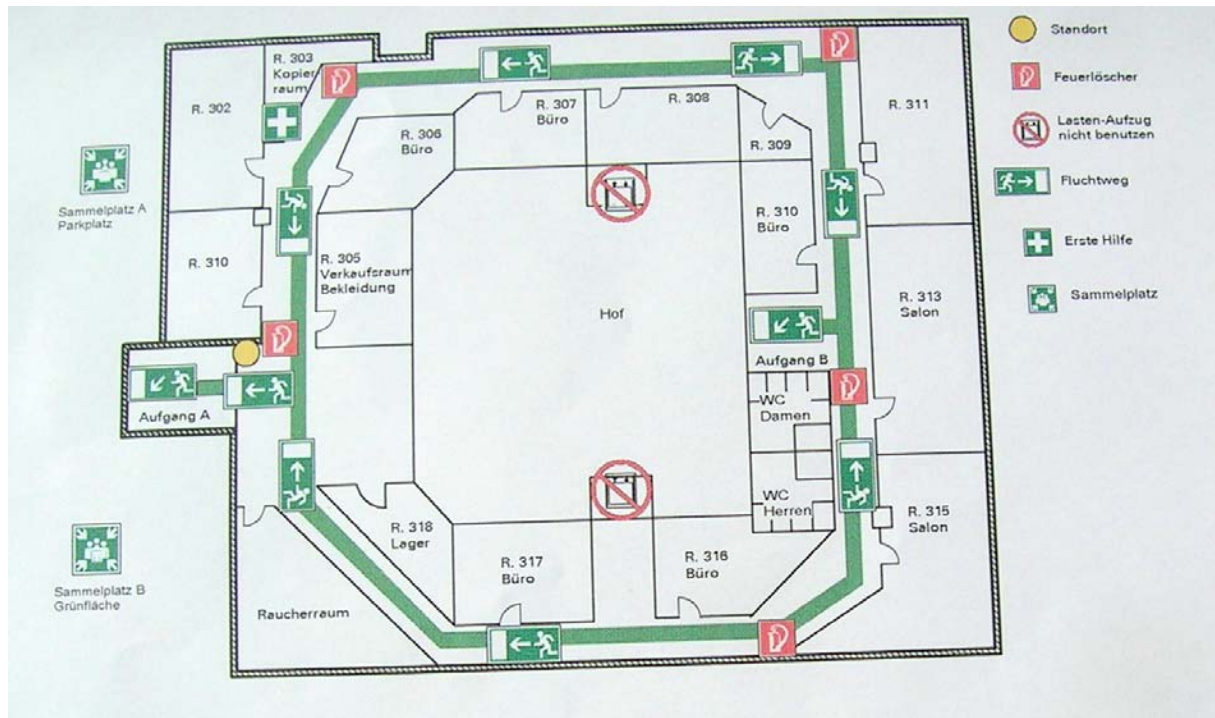 R. 302
R. 303
Kopier
raum
R. 306
Büro
R. 307
Büro
R. 308
R. 309
R. 311
Standort
Feuerlöscher
Lasten-Aufzug
nicht benutzen
Fluchtweg
Erste Hilfe
Sammelplatz
Sammelplatz A
Parkplatz
R. 310
R. 305
Verkaufsraum
Bekleidung
Hof
R. 310
Büro
R. 313
Salon
Aufgang A
Aufgang B
WC
Damen
WC
Herren
R. 315
Salon
R. 318
Lager
R. 317
Büro
R. 316
Büro
Raucherraum
Sammelplatz B
Grünfläche